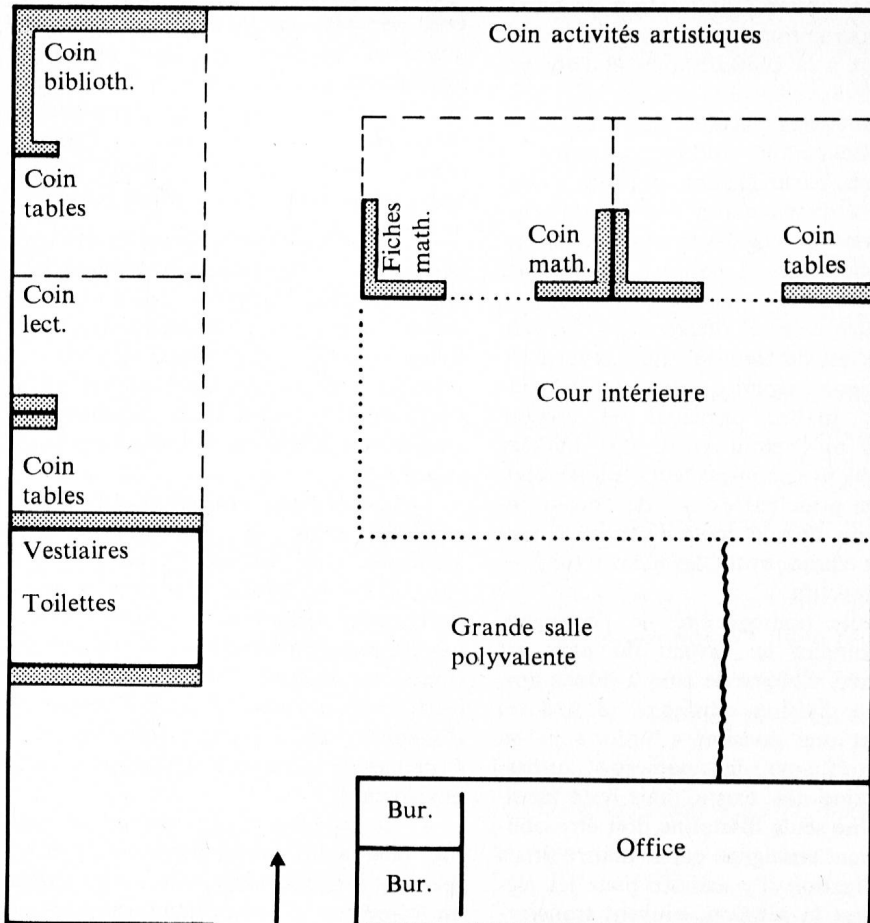 Coin activités artistiques
Coin
biblioth.
Coin
tables
Coin
lect.
Coin
tables
Vestiaires
Toilettes
Fiches
math.
Coin
math.
Coin
tables
Cour intérieure
Grande salle
polyvalente
Bur.
Bur.
Office